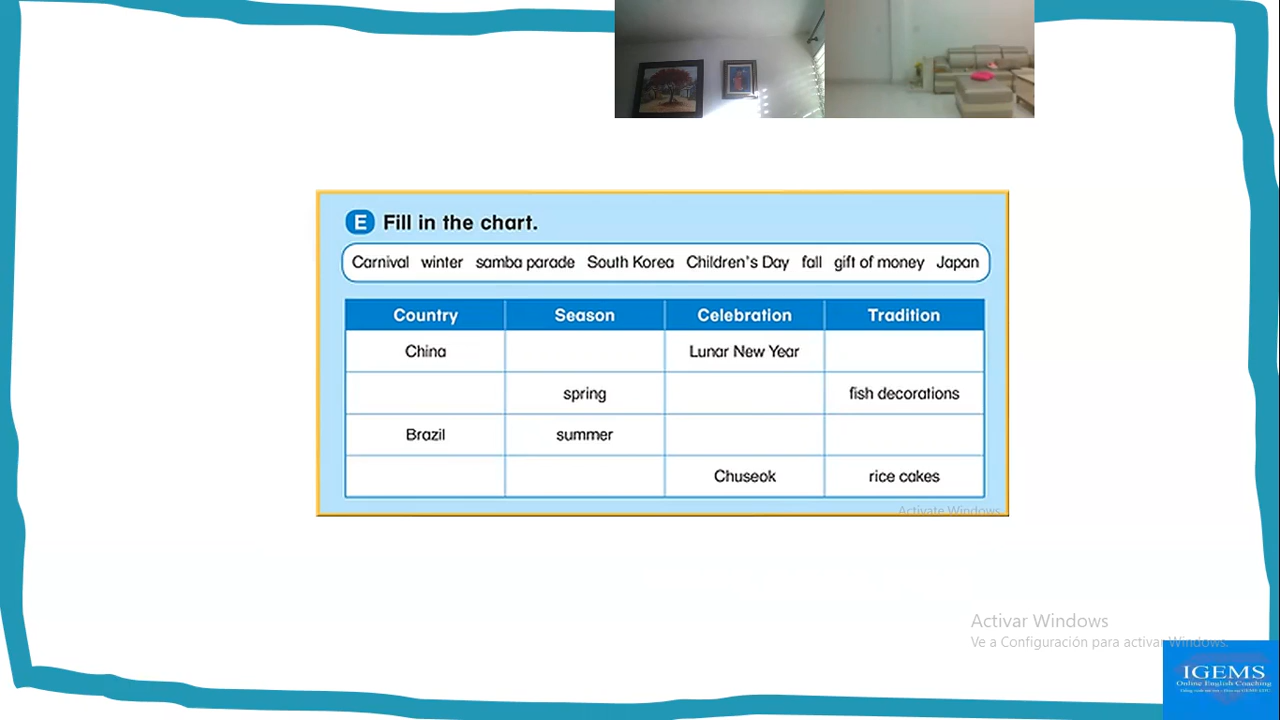 E Fill in the chart.
Carnival winter samba parade South Korea Children's Day fall gift of money Japan
Country Season Celebration Tradition
China Lunar New Year
spring fish decorations
Brazil summer
Chuseok rice cakes
Activate Windows
Activar Windows
Ve a Configuración para activar Windows.
IGEMS
Online English Coaching